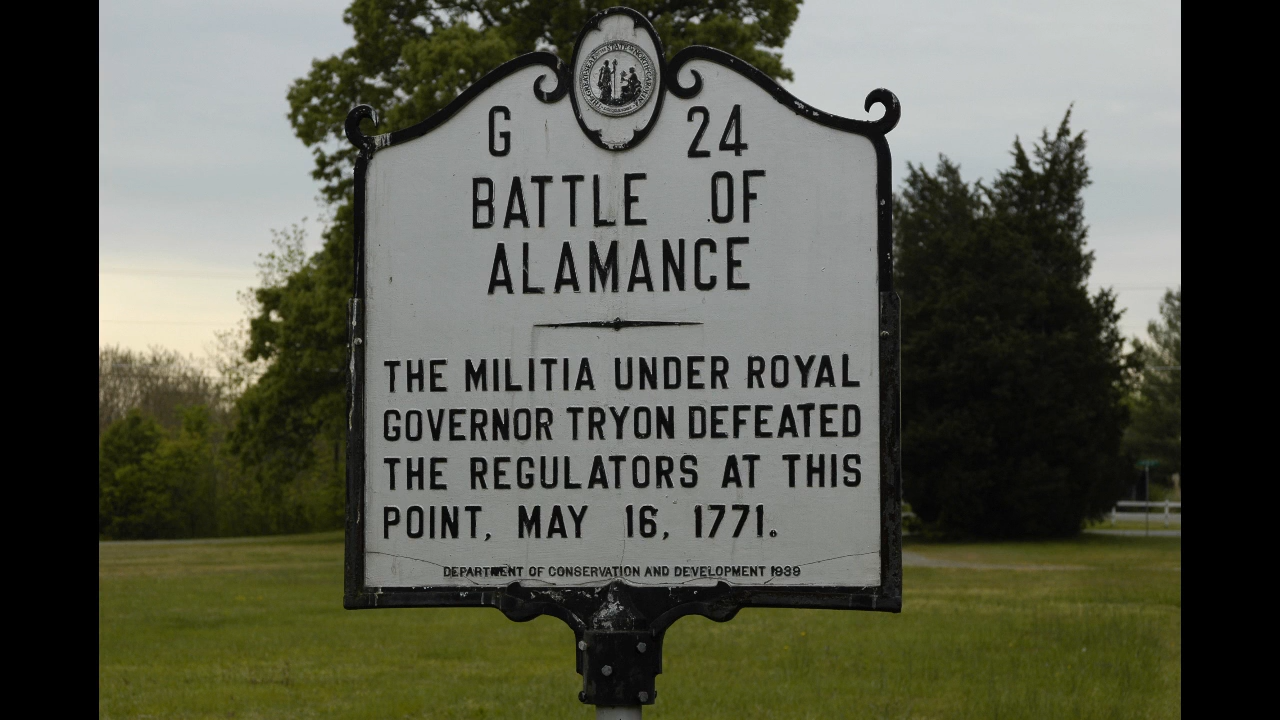 G 24
BATTLE OF
ALAMANCE
THE MILITIA UNDER ROYAL
GOVERNOR TRYON DEFEATED
THE REGULATORS AT THIS
POINT, MAY 16, 1771.
DEPARTMENT OF CONSERVATION AND DEVELOPMENT 1939